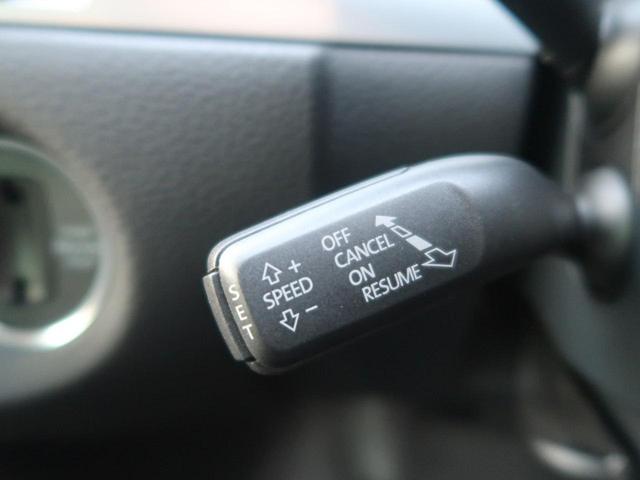 OFF
CANCEL
ON
RESUME
+
SPEED
−
SET